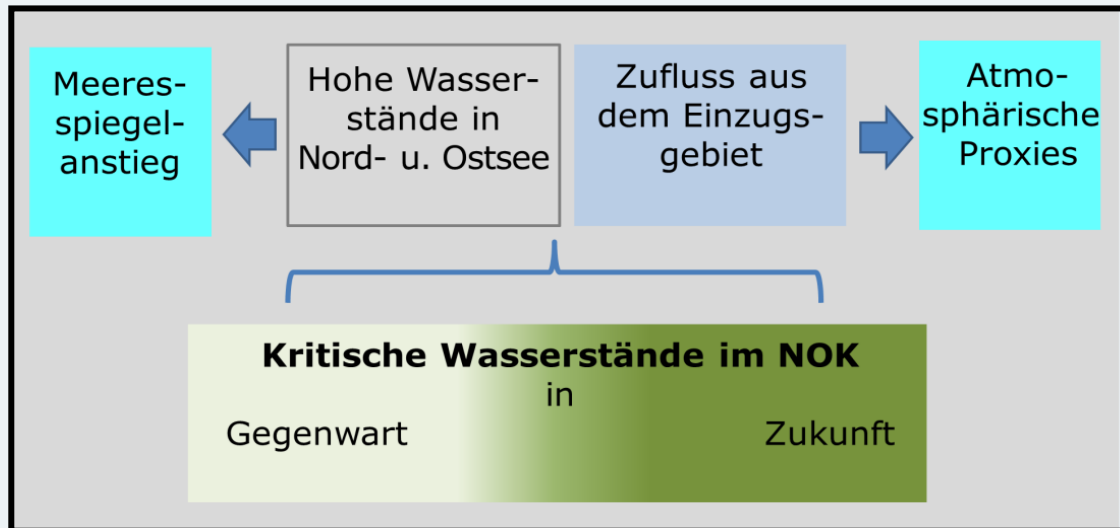 Meeres-
spiegel-
anstieg
Hohe Wasser-
stände in
Nord- u. Ostsee
Zufluss aus
dem Einzugs-
gebiet
Atmo-
sphärische
Proxies
Kritische Wasserstände im NOK
in
Gegenwart
Zukunft